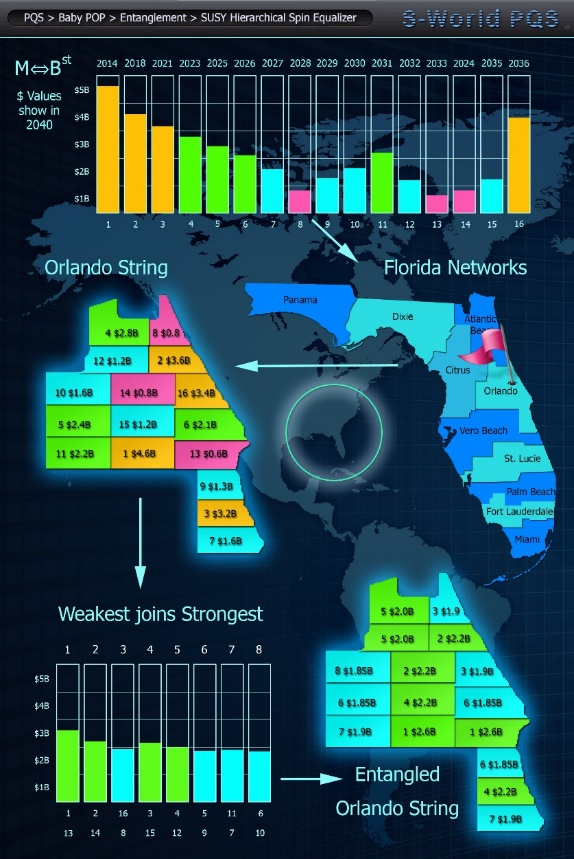 PQS > Baby POP > Entanglement > SUSY Hierarchical Spin Equalizer
S-World PQS
M⇔B st
2014 2018 2021 2023 2025 2026 2027 2028 2029 2030 2031 2032 2033 2024 2035 2036
$ Values
show in
2040
$5B
$4B
$3B
$2B
$1B
1 2 3 4 5 6 7 8 9 10 11 12 13 14 15 16
Orlando String
Florida Networks
4 $2.8B 8 $0.8
12 $1.2B 2 $3.6B
10 $1.6B 14 $0.8B 16 $3.4B
5 $2.4B 15 $1.2B 6 $2.1B
11 $2.2B 1 $4.6B 13 $0.6B
9 $1.3B
3 $3.2B
7 $1.6B
Panama
Dixie
Atlantic
Citrus
Orlando
Vero Beach
St. Lucie
Palm Beach
Fort Lauderdale
Miami
Weakest joins Strongest
1 2 3 4 5 6 7 8
$5B
$4B
$3B
$2B
$1B
1 2 16 3 4 5 11 6
13 14 8 15 12 9 7 10
5 $2.0B 3 $1.9
5 $2.0B 2 $2.2B
8 $1.85B 2 $2.2B 3 $1.9B
6 $1.85B 4 $2.2B 6 $1.85B
7 $1.9B 1 $2.6B 1 $2.6B
6 $1.85B
4 $2.2B
7 $1.9B
Entangled
Orlando String